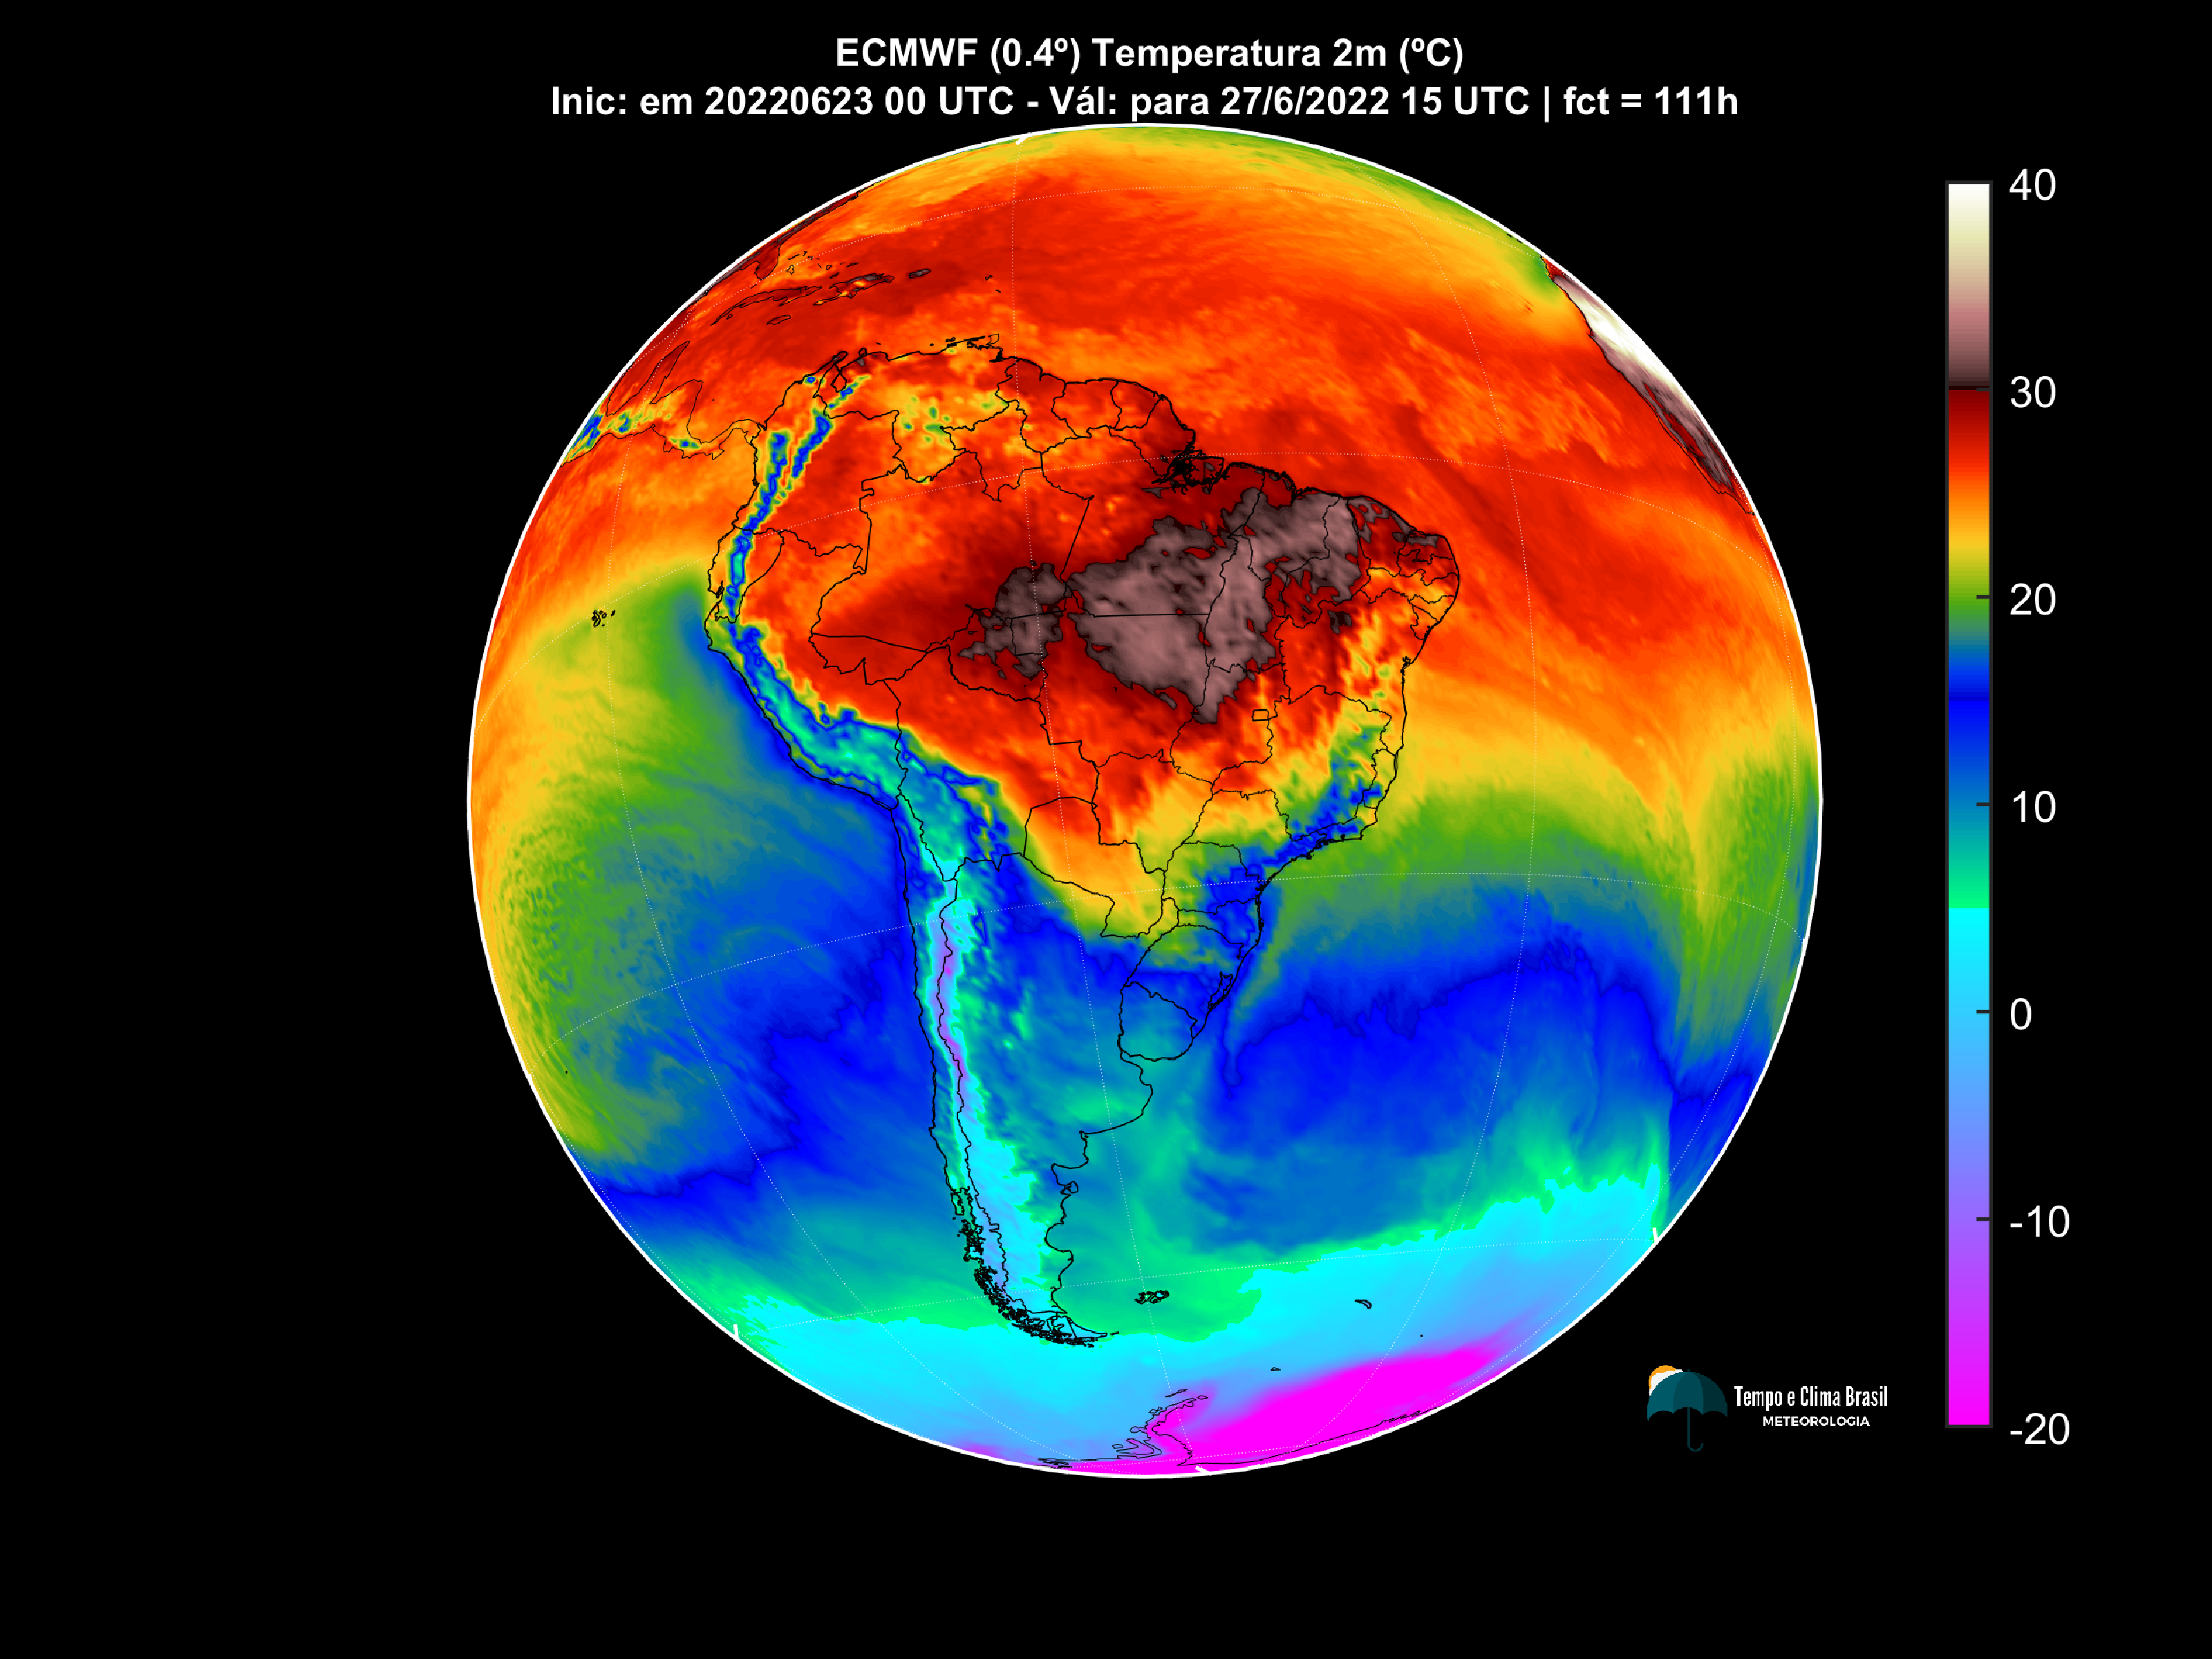 ECMWF (0.4º) Temperatura 2m (ºC)
Inic: em 20220623 00 UTC - Vál: para 27/6/2022 15 UTC | fct = 111h
40
30
20
10
0
-10
-20
Tempo e Clima Brasil
METEOROLOGIA